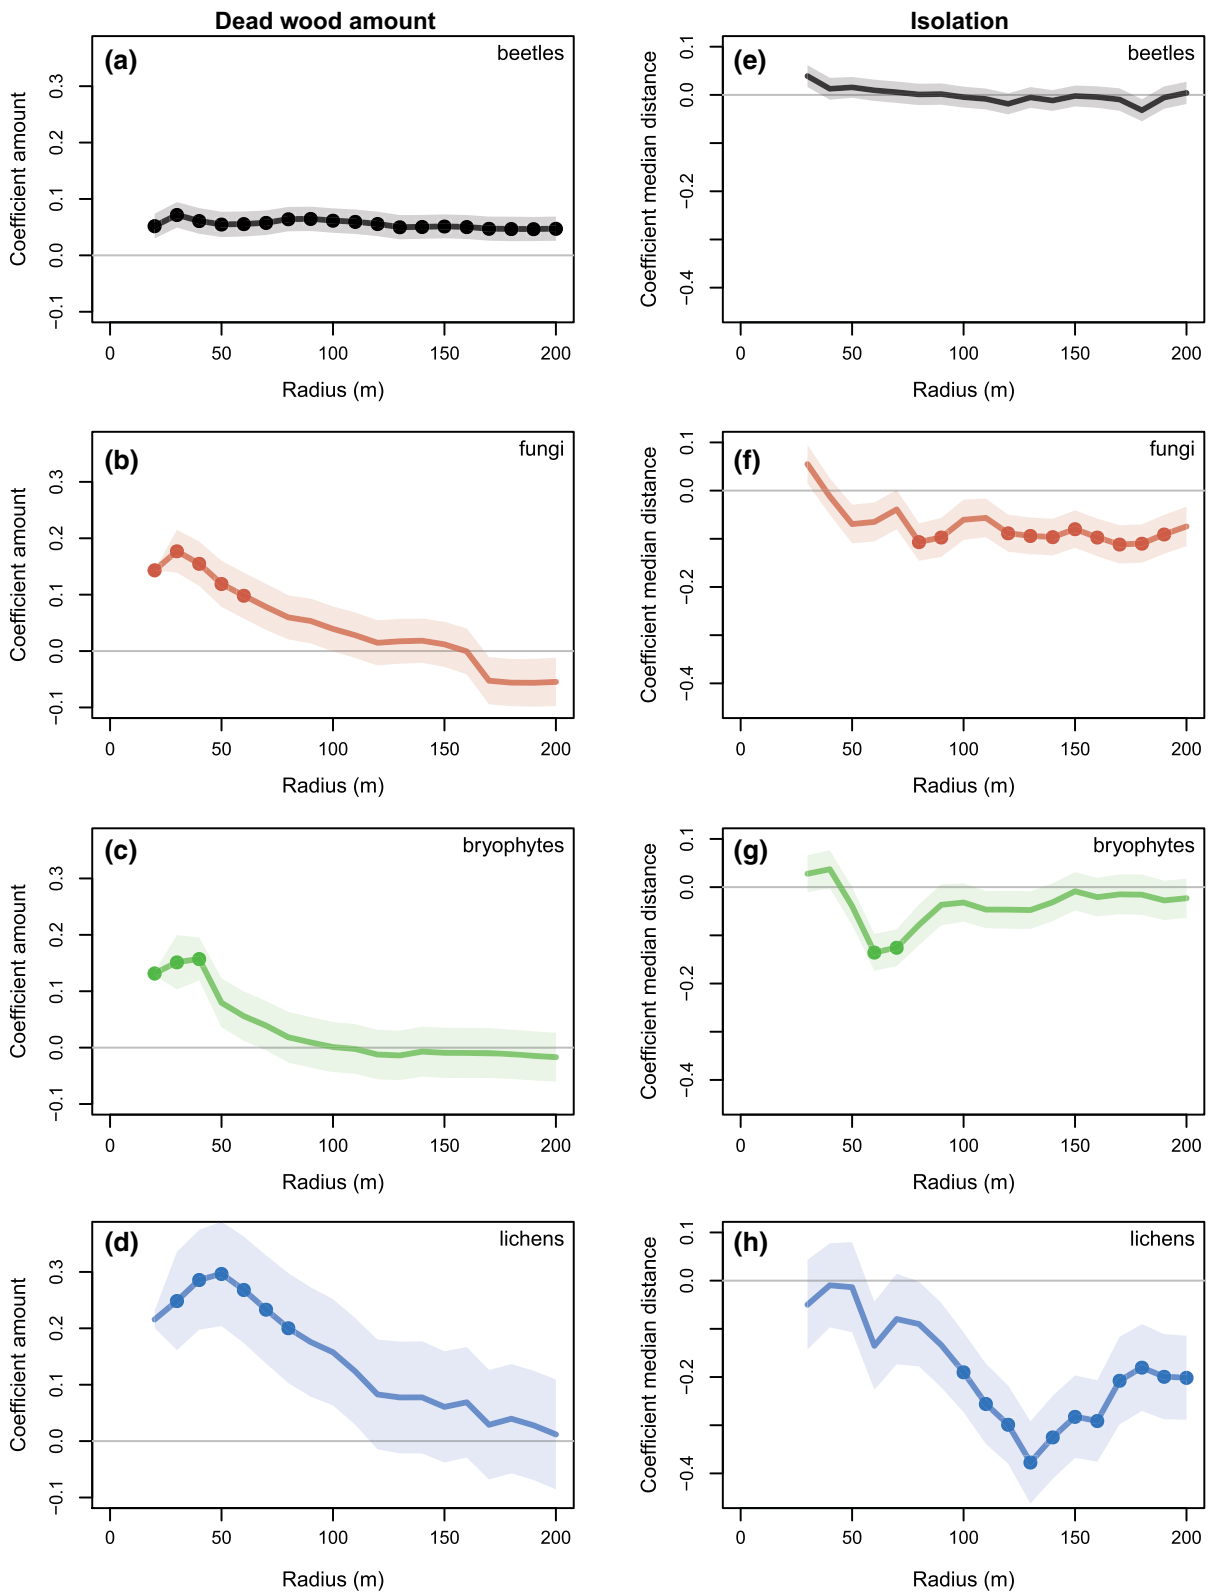 Dead wood amount
Isolation
(a)
beetles
Coefficient amount
0.3
0.2
0.1
0.0
−0.1
0
50
100
150
200
Radius (m)
(e)
beetles
Coefficient median distance
0.1
0.0
−0.2
−0.4
0
50
100
150
200
Radius (m)
(b)
fungi
Coefficient amount
0.3
0.2
0.1
0.0
−0.1
0
50
100
150
200
Radius (m)
(f)
fungi
Coefficient median distance
0.1
0.0
−0.2
−0.4
0
50
100
150
200
Radius (m)
(c)
bryophytes
Coefficient amount
0.3
0.2
0.1
0.0
−0.1
0
50
100
150
200
Radius (m)
(g)
bryophytes
Coefficient median distance
0.1
0.0
−0.2
−0.4
0
50
100
150
200
Radius (m)
(d)
lichens
Coefficient amount
0.3
0.2
0.1
0.0
−0.1
0
50
100
150
200
Radius (m)
(h)
lichens
Coefficient median distance
0.1
0.0
−0.2
−0.4
0
50
100
150
200
Radius (m)